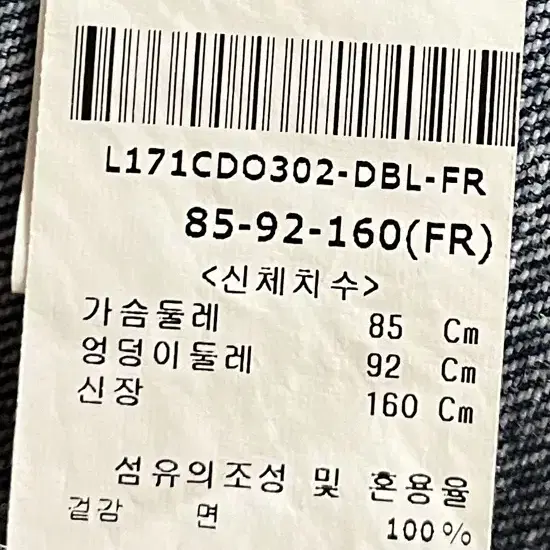 L171CDO302-DBL-FR
85-92-160(FR)
<신체치수>
가슴둘레 85 Cm
엉덩이둘레 92 Cm
신장 160 Cm
섬유의조성 및 혼용율
겉감 면 100%